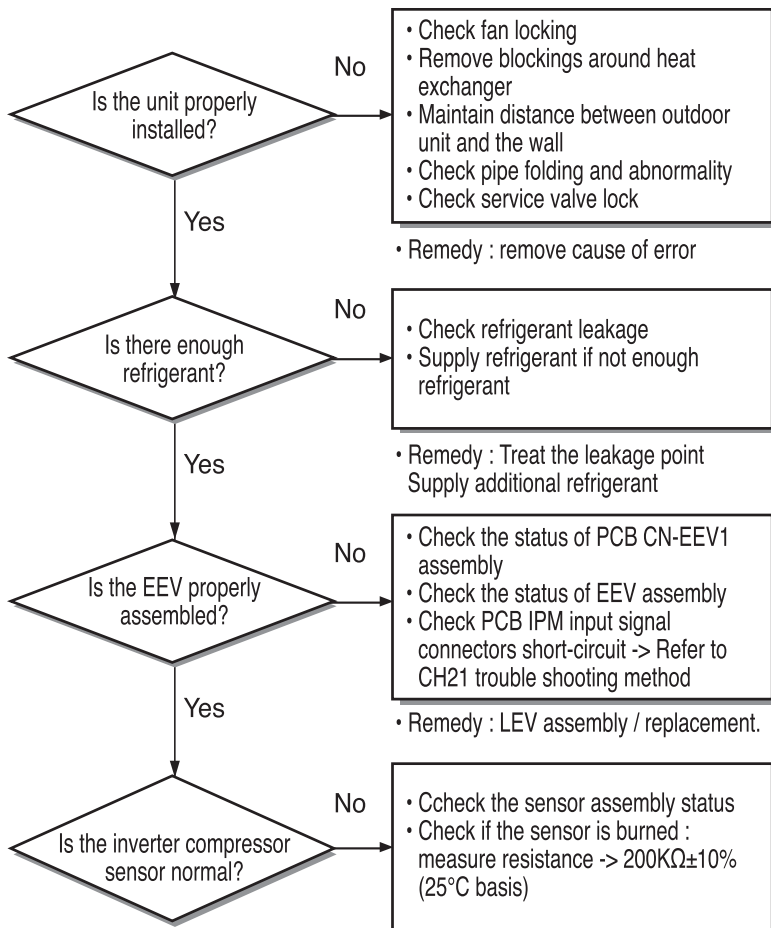 Is the unit properly
installed?
No
• Check fan locking
• Remove blockings around heat
exchanger
• Maintain distance between outdoor
unit and the wall
• Check pipe folding and abnormality
• Check service valve lock
• Remedy : remove cause of error
Yes
Is there enough
refrigerant?
No
• Check refrigerant leakage
• Supply refrigerant if not enough
refrigerant
• Remedy : Treat the leakage point
Supply additional refrigerant
Yes
Is the EEV properly
assembled?
No
• Check the status of PCB CN-EEV1
assembly
• Check the status of EEV assembly
• Check PCB IPM input signal
connectors short-circuit -> Refer to
CH21 trouble shooting method
• Remedy : LEV assembly / replacement.
Yes
Is the inverter compressor
sensor normal?
No
• Ccheck the sensor assembly status
• Check if the sensor is burned :
measure resistance -> 200KΩ±10%
(25°C basis)